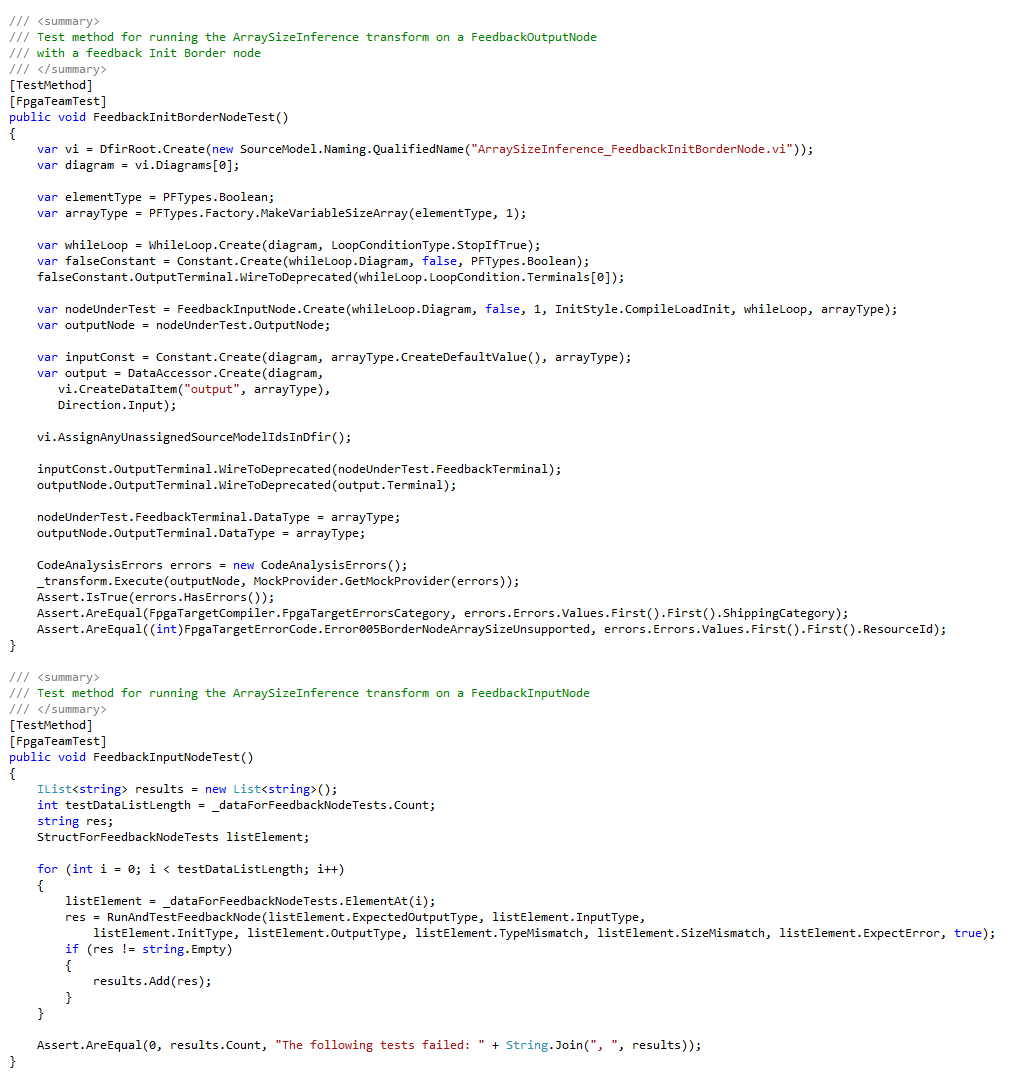 /// <summary>
/// Test method for running the ArraySizeInference transform on a FeedbackOutputNode
/// with a feedback Init Border node
/// </summary>
[TestMethod]
[FpgaTeamTest]
public void FeedbackInitBorderNodeTest()
{
    var vi = DfirRoot.Create(new SourceModel.Naming.QualifiedName("ArraySizeInference_FeedbackInitBorderNode.vi"));
    var diagram = vi.Diagrams[0];

    var elementType = PFTypes.Boolean;
    var arrayType = PFTypes.Factory.MakeVariableSizeArray(elementType, 1);

    var whileLoop = WhileLoop.Create(diagram, LoopConditionType.StopIfTrue);
    var falseConstant = Constant.Create(whileLoop.Diagram, false, PFTypes.Boolean);
    falseConstant.OutputTerminal.WireToDeprecated(whileLoop.LoopCondition.Terminals[0]);

    var nodeUnderTest = FeedbackInputNode.Create(whileLoop.Diagram, false, 1, InitStyle.CompileLoadInit, whileLoop, arrayType);
    var outputNode = nodeUnderTest.OutputNode;

    var inputConst = Constant.Create(diagram, arrayType.CreateDefaultValue(), arrayType);
    var output = DataAccessor.Create(diagram,
       vi.CreateDataItem("output", arrayType),
       Direction.Input);

    vi.AssignAnyUnassignedSourceModelIdsInDfir();

    inputConst.OutputTerminal.WireToDeprecated(nodeUnderTest.FeedbackTerminal);
    outputNode.OutputTerminal.WireToDeprecated(output.Terminal);

    nodeUnderTest.FeedbackTerminal.DataType = arrayType;
    outputNode.OutputTerminal.DataType = arrayType;

    CodeAnalysisErrors errors = new CodeAnalysisErrors();
    _transform.Execute(outputNode, MockProvider.GetMockProvider(errors));
    Assert.IsTrue(errors.HasErrors());
    Assert.AreEqual(FpgaTargetCompiler.FpgaTargetErrorsCategory, errors.Errors.Values.First().First().ShippingCategory);
    Assert.AreEqual((int)FpgaTargetErrorCode.Error005BorderNodeArraySizeUnsupported, errors.Errors.Values.First().First().ResourceId);
}

/// <summary>
/// Test method for running the ArraySizeInference transform on a FeedbackInputNode
/// </summary>
[TestMethod]
[FpgaTeamTest]
public void FeedbackInputNodeTest()
{
    IList<string> results = new List<string>();
    int testDataListLength = _dataForFeedbackNodeTests.Count;
    string res;
    StructForFeedbackNodeTests listElement;

    for (int i = 0; i < testDataListLength; i++)
    {
        listElement = _dataForFeedbackNodeTests.ElementAt(i);
        res = RunAndTestFeedbackNode(listElement.ExpectedOutputType, listElement.InputType,
            listElement.InitType, listElement.OutputType, listElement.TypeMismatch, listElement.SizeMismatch, listElement.ExpectError, true);
        if (res != string.Empty)
        {
            results.Add(res);
        }
    }

    Assert.AreEqual(0, results.Count, "The following tests failed: " + String.Join(", ", results));
}